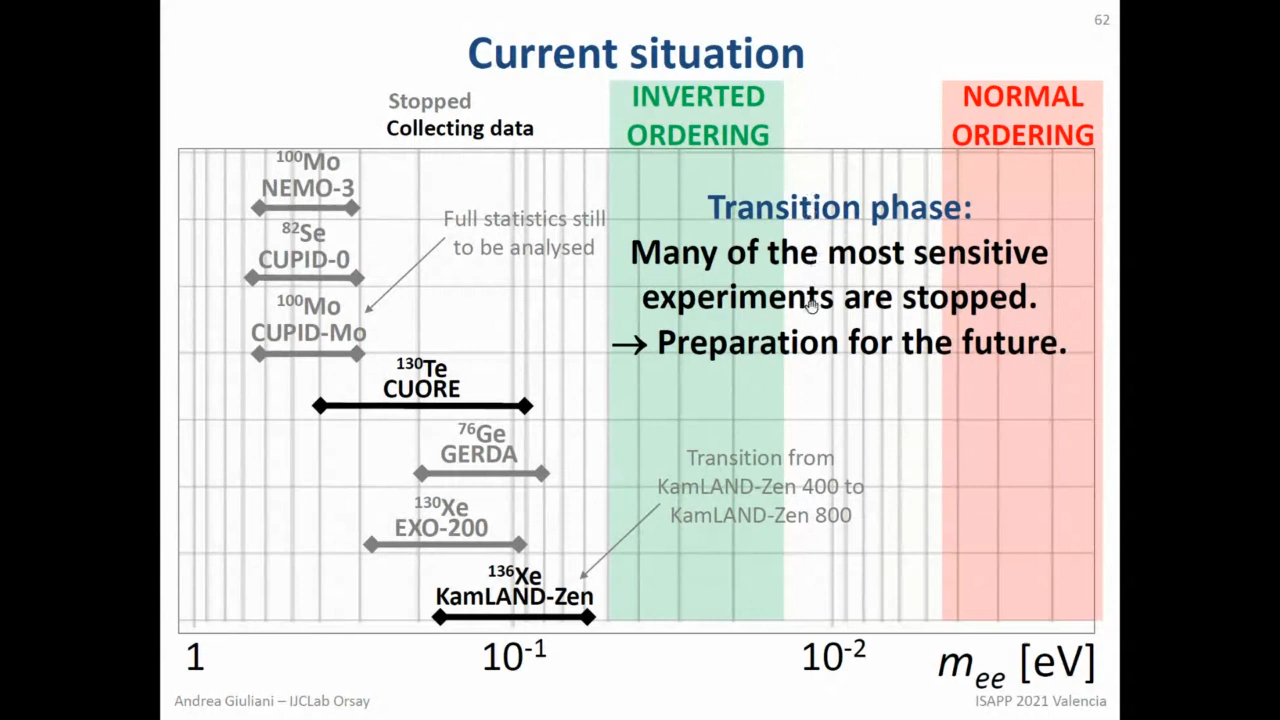 62
Current situation
Stopped
Collecting data
INVERTED
ORDERING
NORMAL
ORDERING
¹⁰⁰Mo
NEMO-3
⁸²Se
CUPID-0
¹⁰⁰Mo
CUPID-Mo
Full statistics still
to be analysed
Transition phase:
Many of the most sensitive
experiments are stopped.
→ Preparation for the future.
¹³⁰Te
CUORE
⁷⁶Ge
GERDA
¹³⁰Xe
EXO-200
Transition from
KamLAND-Zen 400 to
KamLAND-Zen 800
¹³⁶Xe
KamLAND-Zen
1
10⁻¹
10⁻²
mₑₑ [eV]
Andrea Giuliani – IJCLab Orsay
ISAPP 2021 Valencia